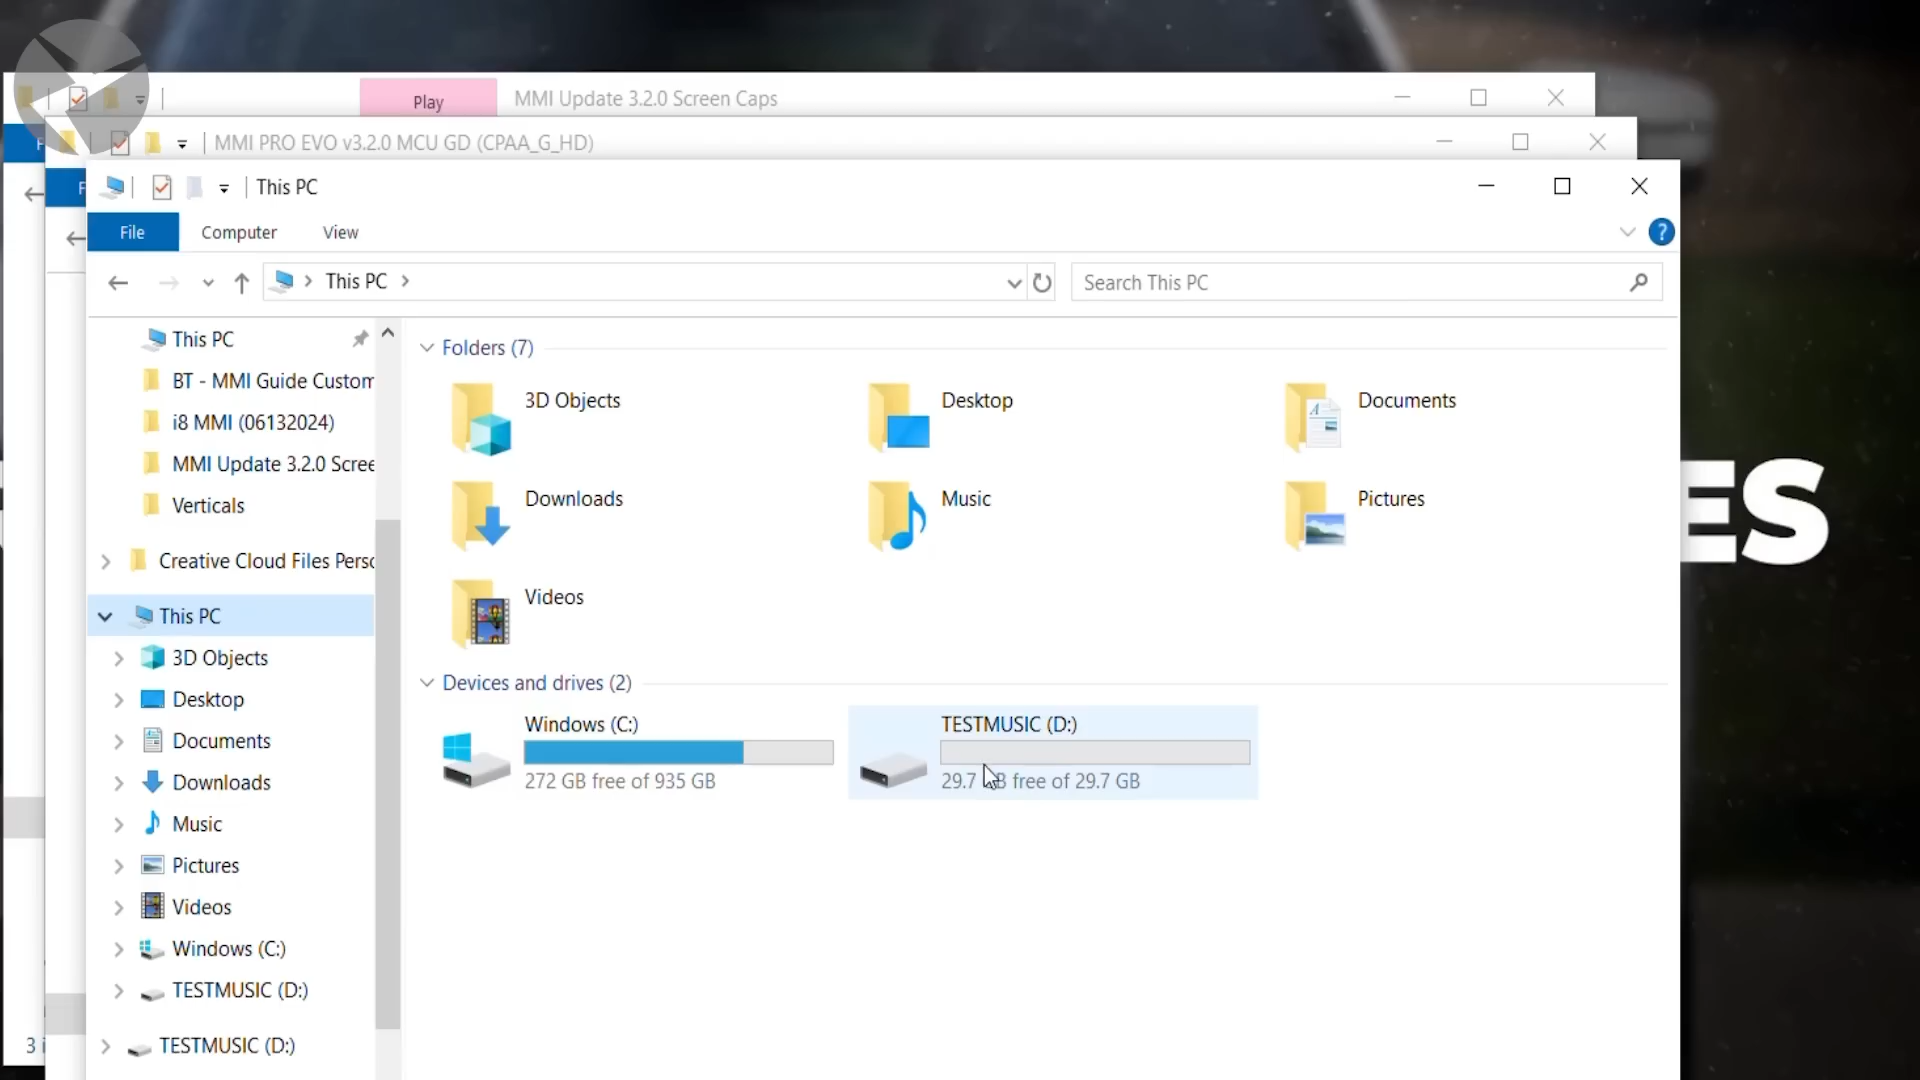 Play
MMI Update 3.2.0 Screen Caps
MMI PRO EVO v3.2.0 MCU GD (CPAA_G_HD)
This PC
File
Computer
View
This PC
Search This PC
This PC
BT - MMI Guide Custom
i8 MMI (06132024)
MMI Update 3.2.0 Scree
Verticals
Creative Cloud Files Perso
This PC
3D Objects
Desktop
Documents
Downloads
Music
Pictures
Videos
Windows (C:)
TESTMUSIC (D:)
TESTMUSIC (D:)
Folders (7)
3D Objects
Desktop
Documents
Downloads
Music
Pictures
Videos
Devices and drives (2)
Windows (C:)
272 GB free of 935 GB
TESTMUSIC (D:)
29.7 GB free of 29.7 GB
F
F
3 i
ES